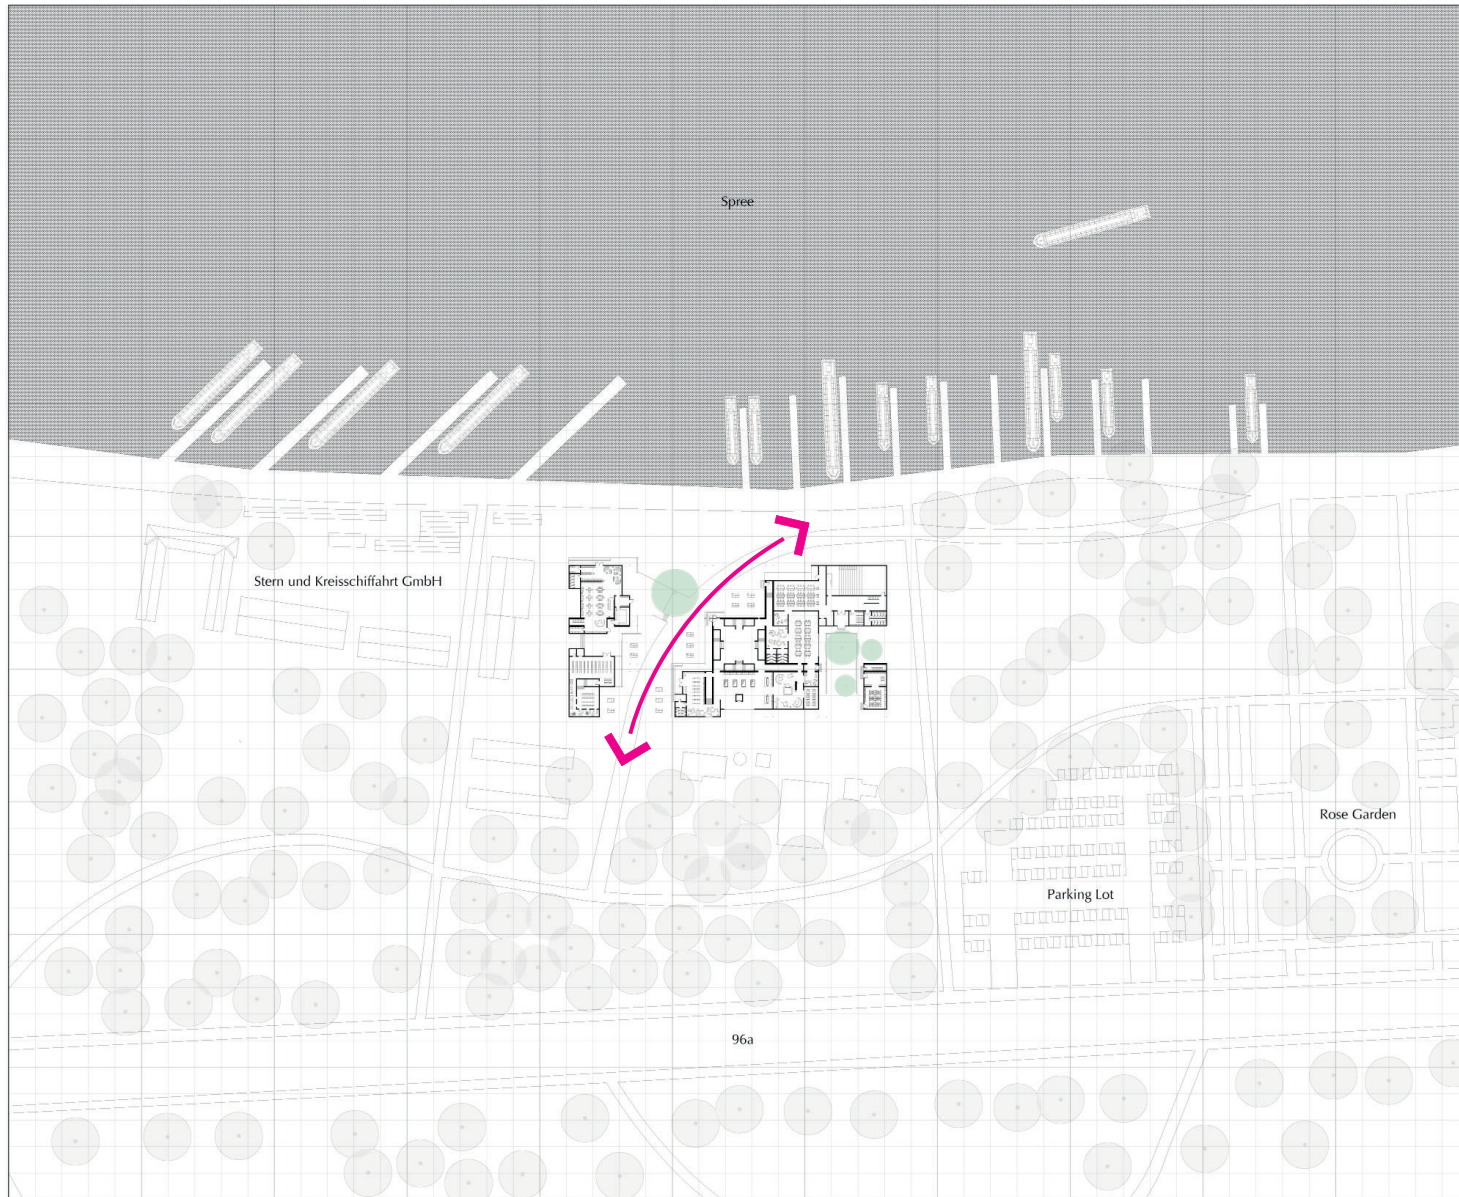 Spree
Stern und Kreisschiffahrt GmbH
Rose Garden
Parking Lot
96a